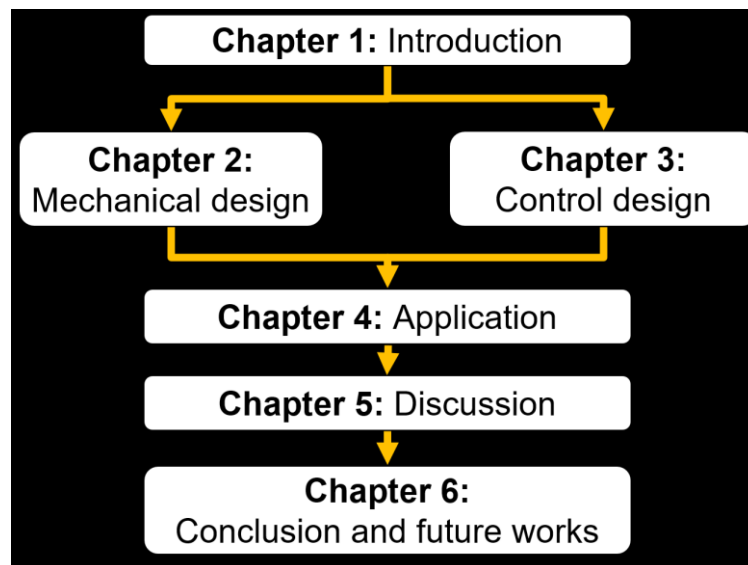 Chapter 1: Introduction
Chapter 2:
Mechanical design
Chapter 3:
Control design
Chapter 4: Application
Chapter 5: Discussion
Chapter 6:
Conclusion and future works